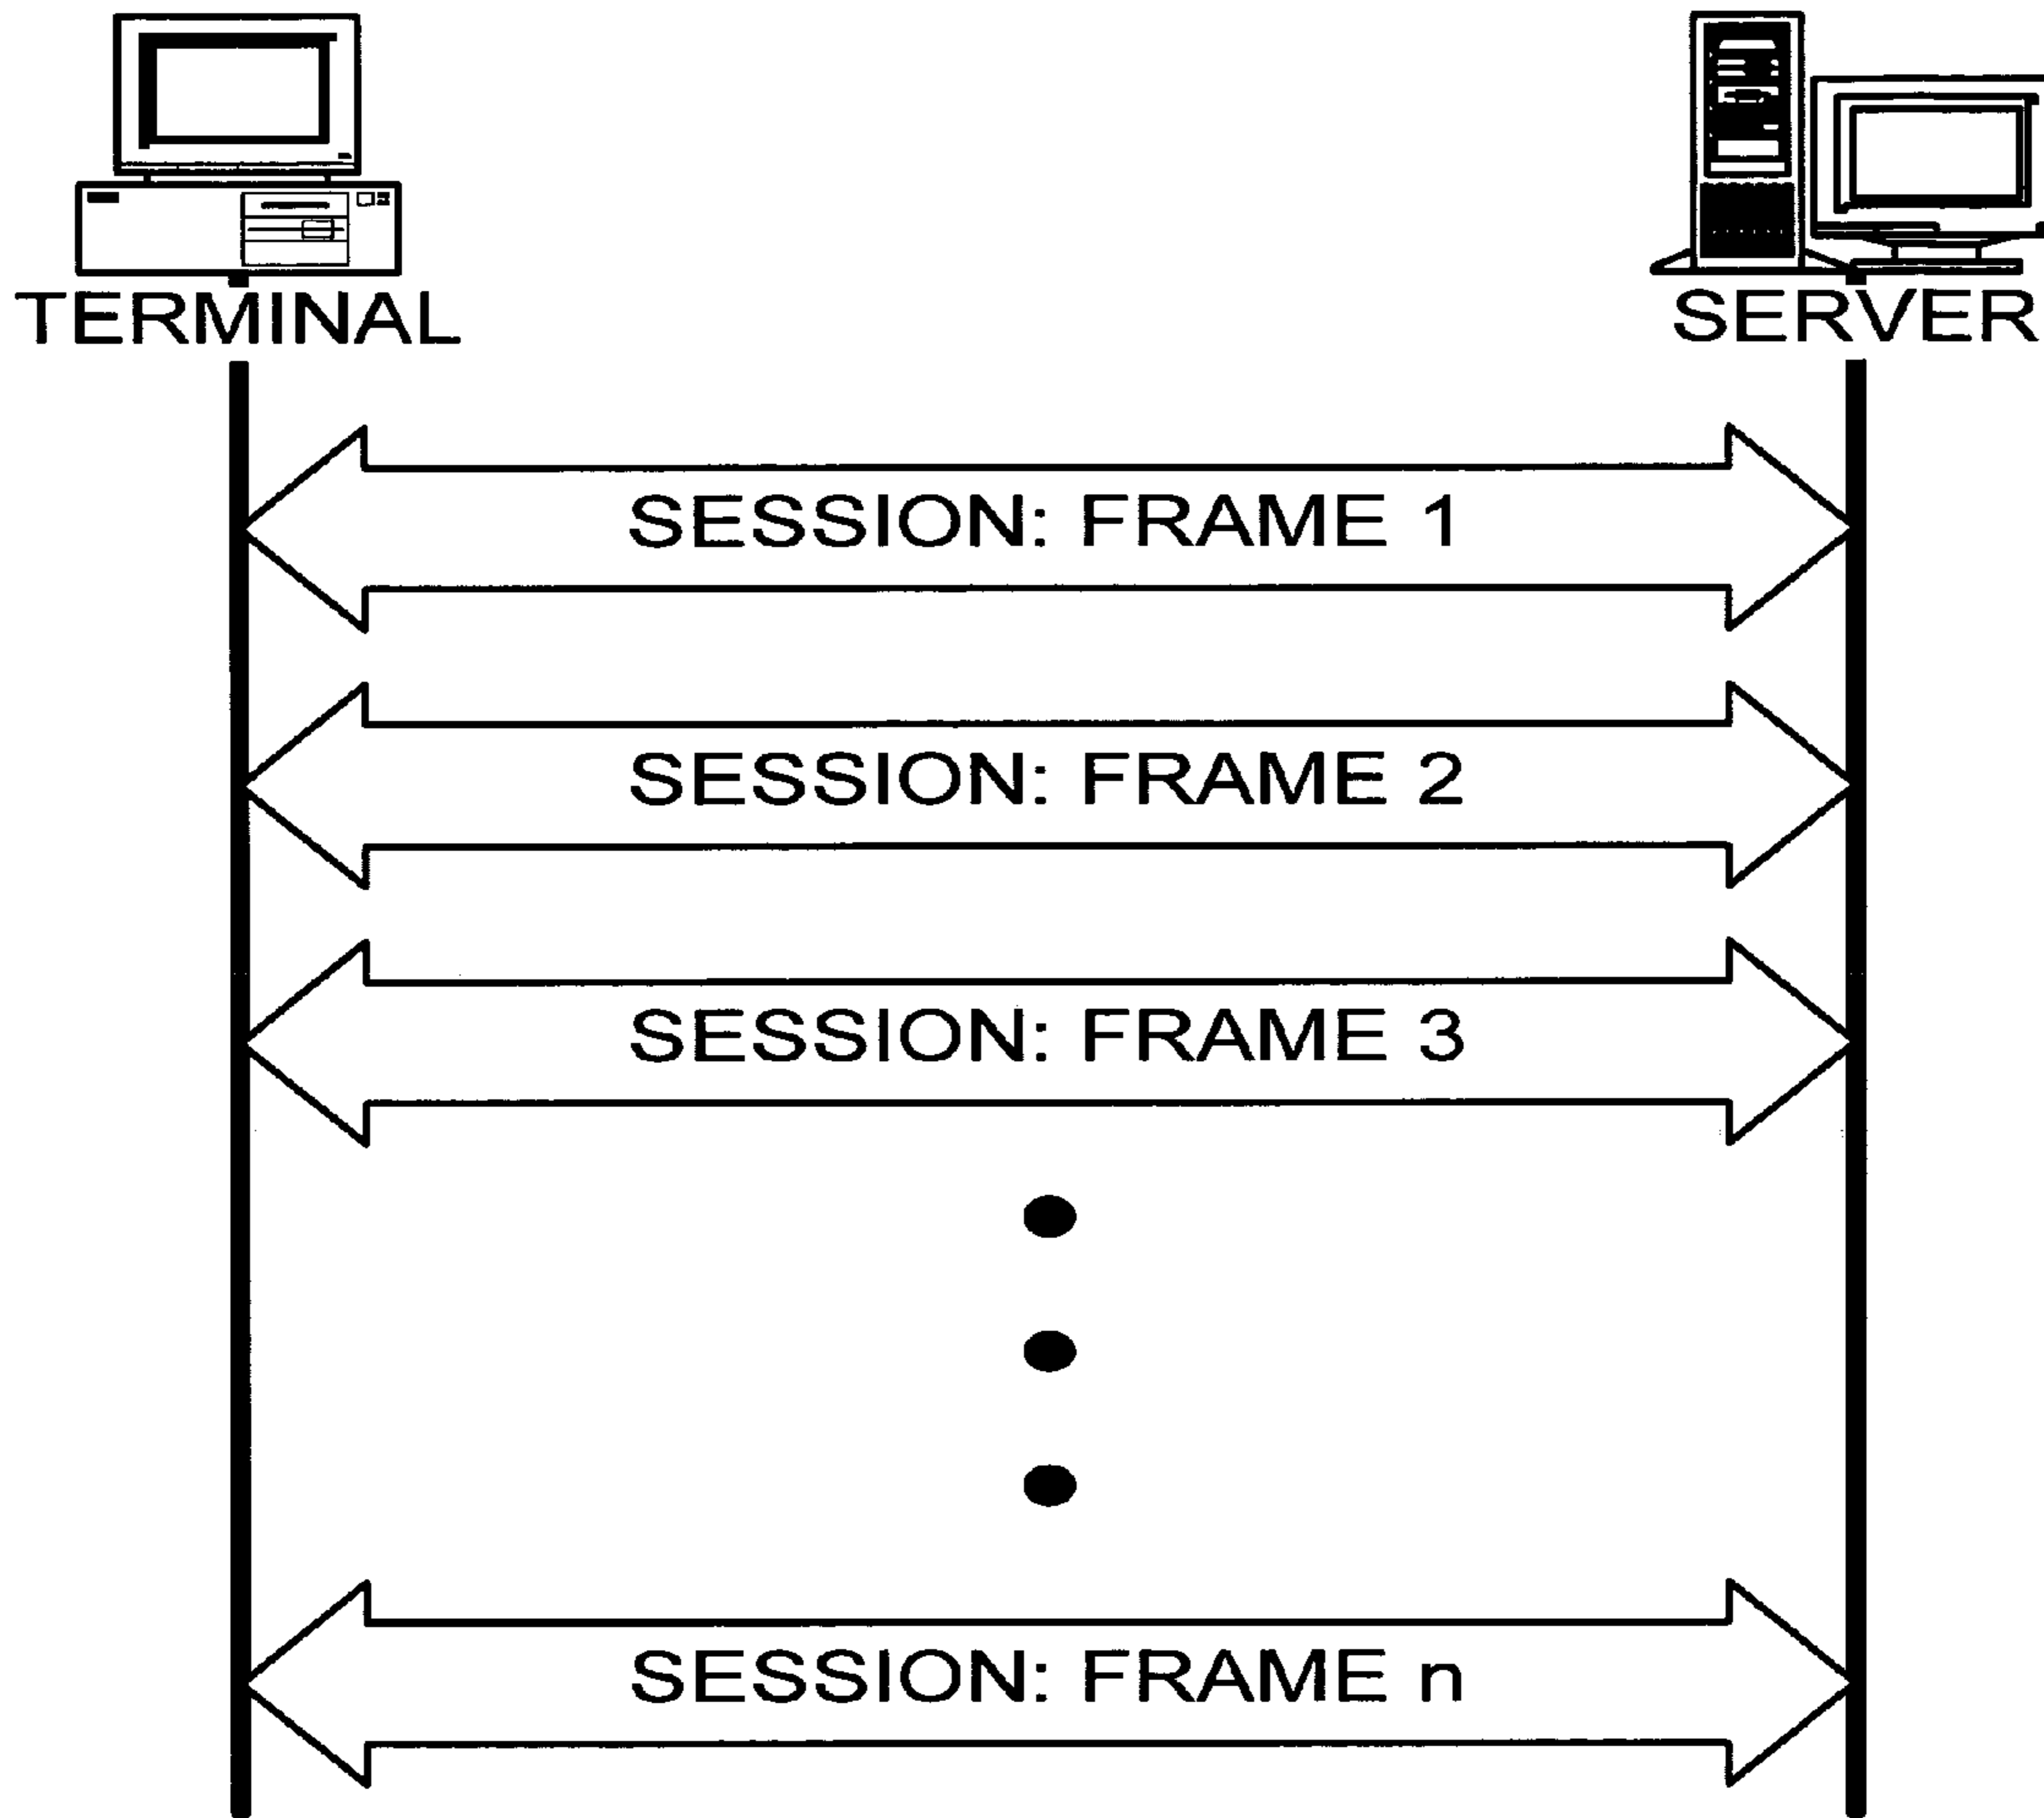 TERMINAL
SERVER
SESSION: FRAME 1
SESSION: FRAME 2
SESSION: FRAME 3
SESSION: FRAME n